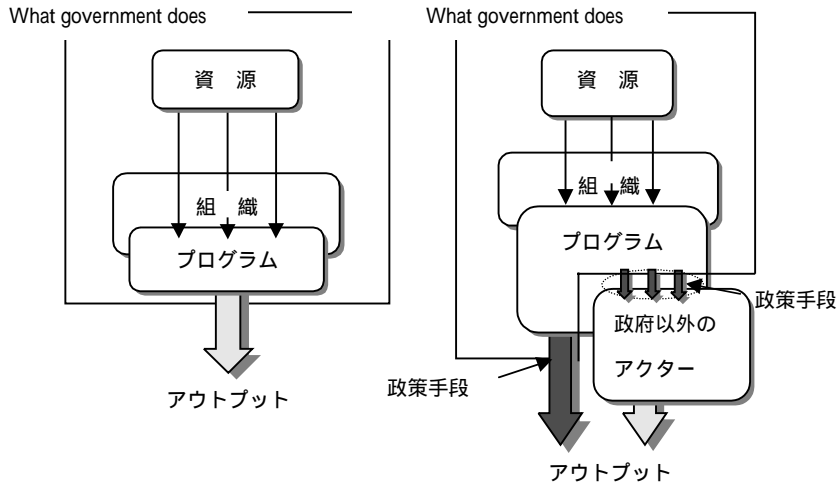 What government does
資 源
組 織
プログラム
アウトプット
What government does
資 源
組 織
プログラム
政策手段
政府以外の
アクター
政策手段
アウトプット